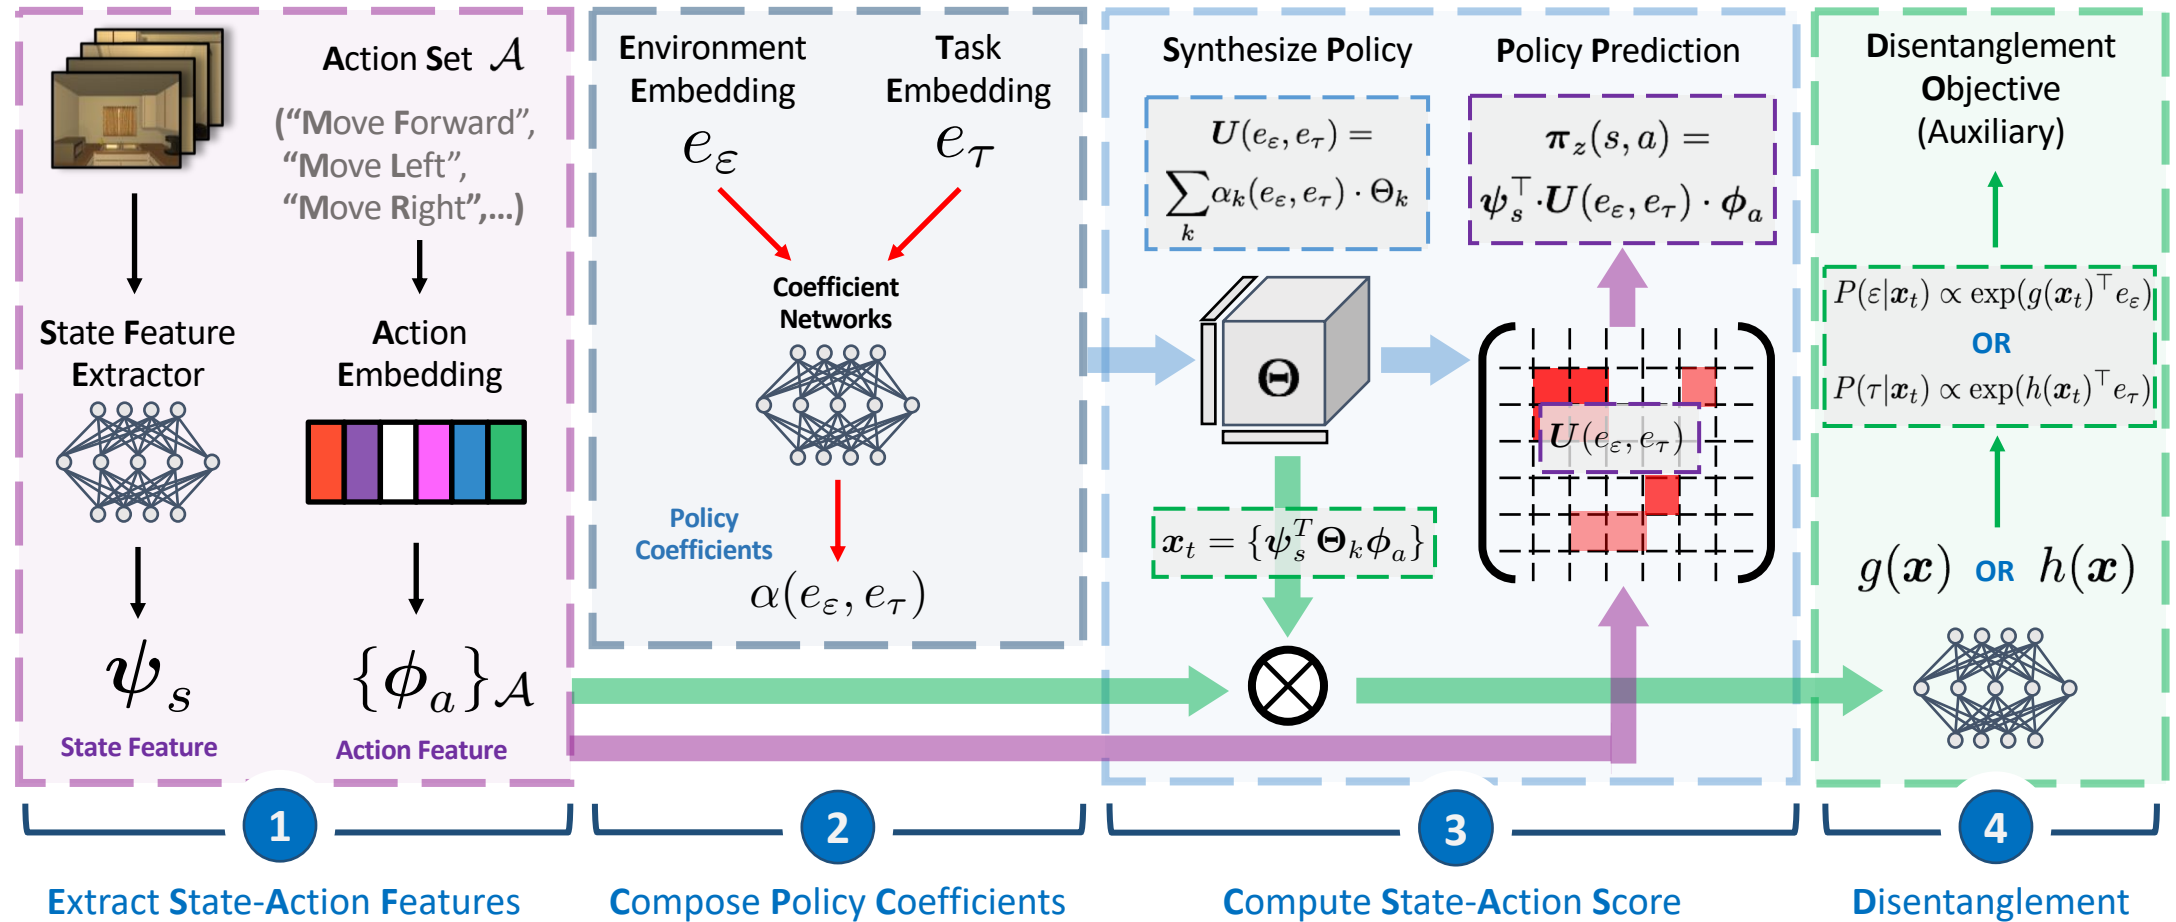 Action Set 𝒜
(“Move Forward”,
“Move Left”,
“Move Right”,...)
State Feature
Extractor
Action
Embedding
ψ_s
{ϕ_a}_𝒜
State Feature
Action Feature
1
Extract State-Action Features
Environment
Embedding
Task
Embedding
e_ε
e_τ
Coefficient
Networks
Policy
Coefficients
α(e_ε, e_τ)
2
Compose Policy Coefficients
Synthesize Policy
U(e_ε, e_τ) =
∑_k α_k(e_ε, e_τ) · Θ_k
Policy Prediction
π_z(s, a) =
ψ_s^⊤ · U(e_ε, e_τ) · ϕ_a
Θ
U(e_ε, e_τ)
x_t = {ψ_s^T Θ_k ϕ_a}
3
Compute State-Action Score
Disentanglement
Objective
(Auxiliary)
P(ε|x_t) ∝ exp(g(x_t)^⊤ e_ε)
OR
P(τ|x_t) ∝ exp(h(x_t)^⊤ e_τ)
g(x) OR h(x)
4
Disentanglement